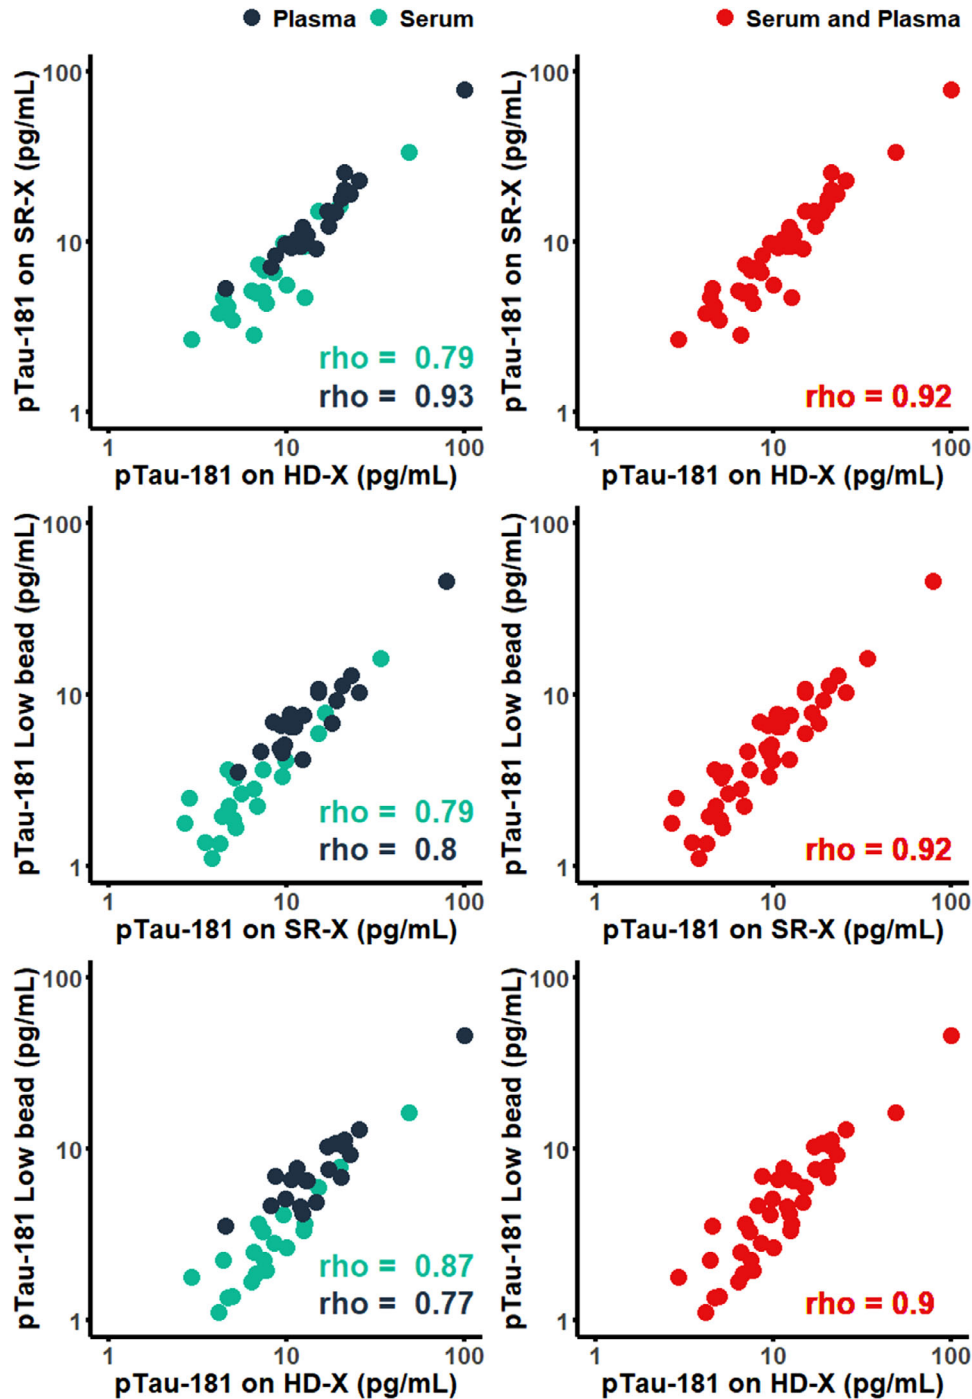 Plasma Serum
Serum and Plasma
pTau-181 on SR-X (pg/mL)
100
10
1
rho = 0.79
rho = 0.93
1 10 100
pTau-181 on HD-X (pg/mL)
pTau-181 on SR-X (pg/mL)
100
10
1
rho = 0.92
1 10 100
pTau-181 on HD-X (pg/mL)
pTau-181 Low bead (pg/mL)
100
10
1
rho = 0.79
rho = 0.8
1 10 100
pTau-181 on SR-X (pg/mL)
pTau-181 Low bead (pg/mL)
100
10
1
rho = 0.92
1 10 100
pTau-181 on SR-X (pg/mL)
pTau-181 Low bead (pg/mL)
100
10
1
rho = 0.87
rho = 0.77
1 10 100
pTau-181 on HD-X (pg/mL)
pTau-181 Low bead (pg/mL)
100
10
1
rho = 0.9
1 10 100
pTau-181 on HD-X (pg/mL)